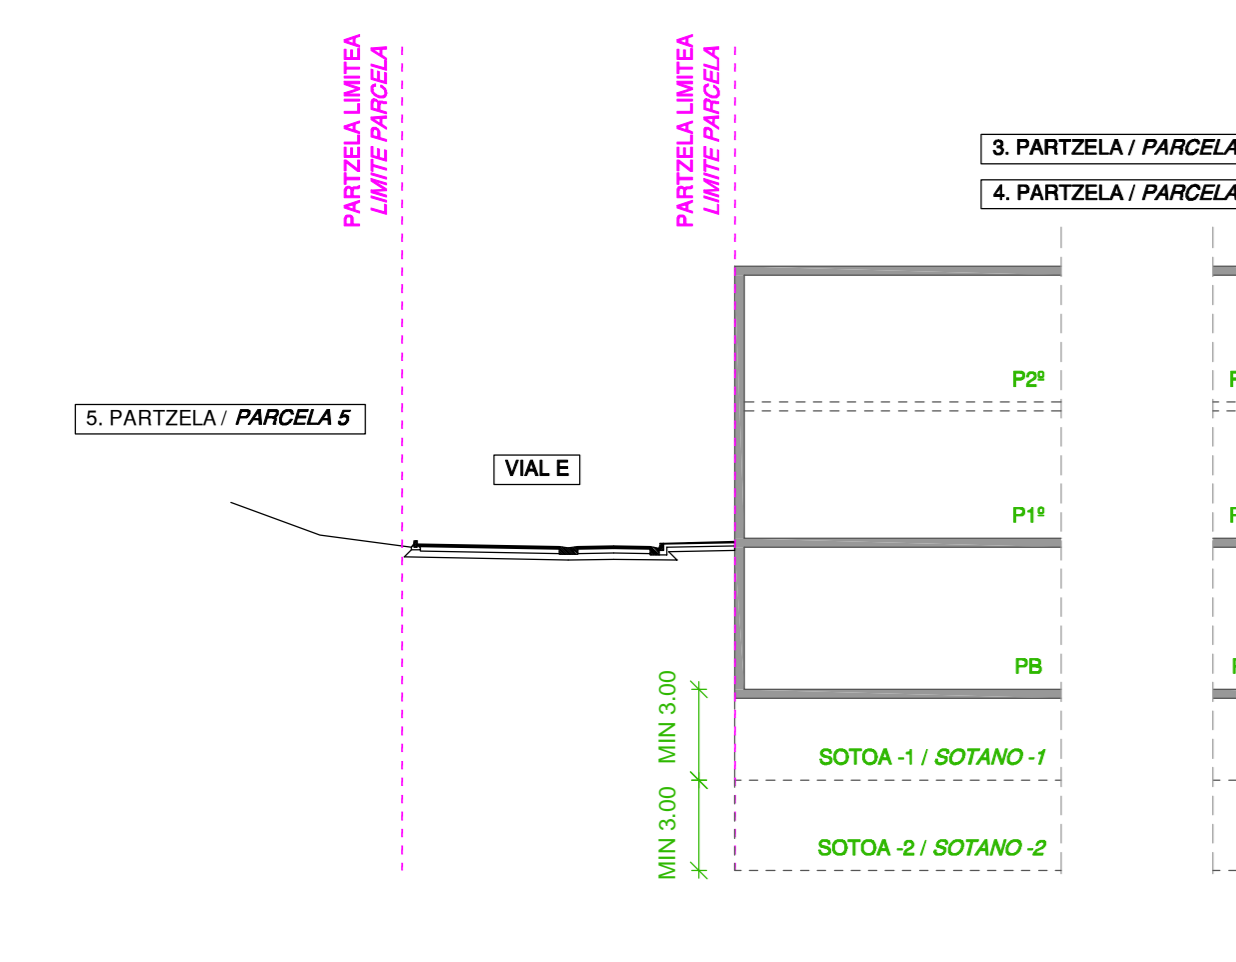 PARTZELA LIMITEA
LIMITE PARCELA
PARTZELA LIMITEA
LIMITE PARCELA
3. PARTZELA / PARCELA
4. PARTZELA / PARCELA
P2º
5. PARTZELA / PARCELA 5
VIAL E
P1º
PB
MIN 3.00
SOTOA -1 / SOTANO -1
MIN 3.00
SOTOA -2 / SOTANO -2